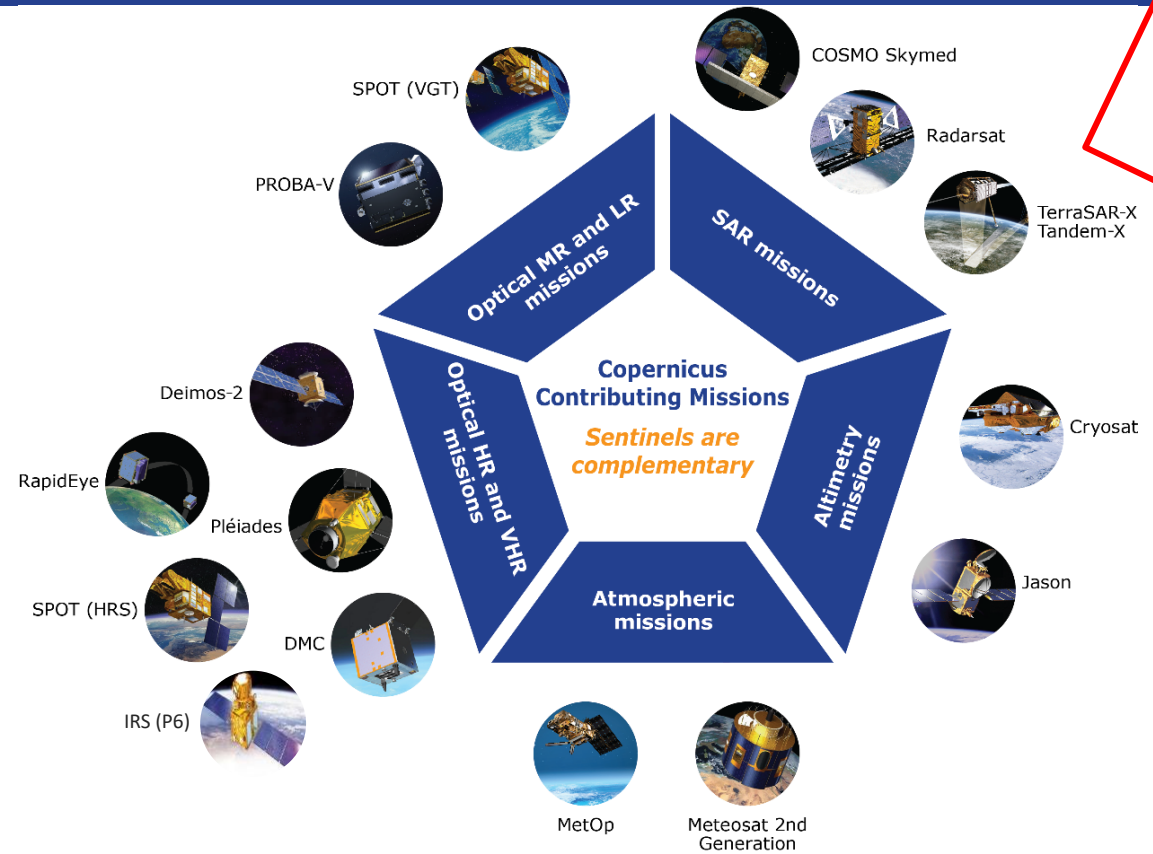 COSMO Skymed
SPOT (VGT)
Radarsat
PROBA-V
TerraSAR-X
Tandem-X
Optical MR and LR
missions
SAR missions
Copernicus
Contributing Missions
Sentinels are
complementary
Optical HR and VHR
missions
Altimetry
missions
Atmospheric
missions
Deimos-2
RapidEye
Pléiades
SPOT (HRS)
DMC
IRS (P6)
Cryosat
Jason
MetOp
Meteosat 2nd
Generation